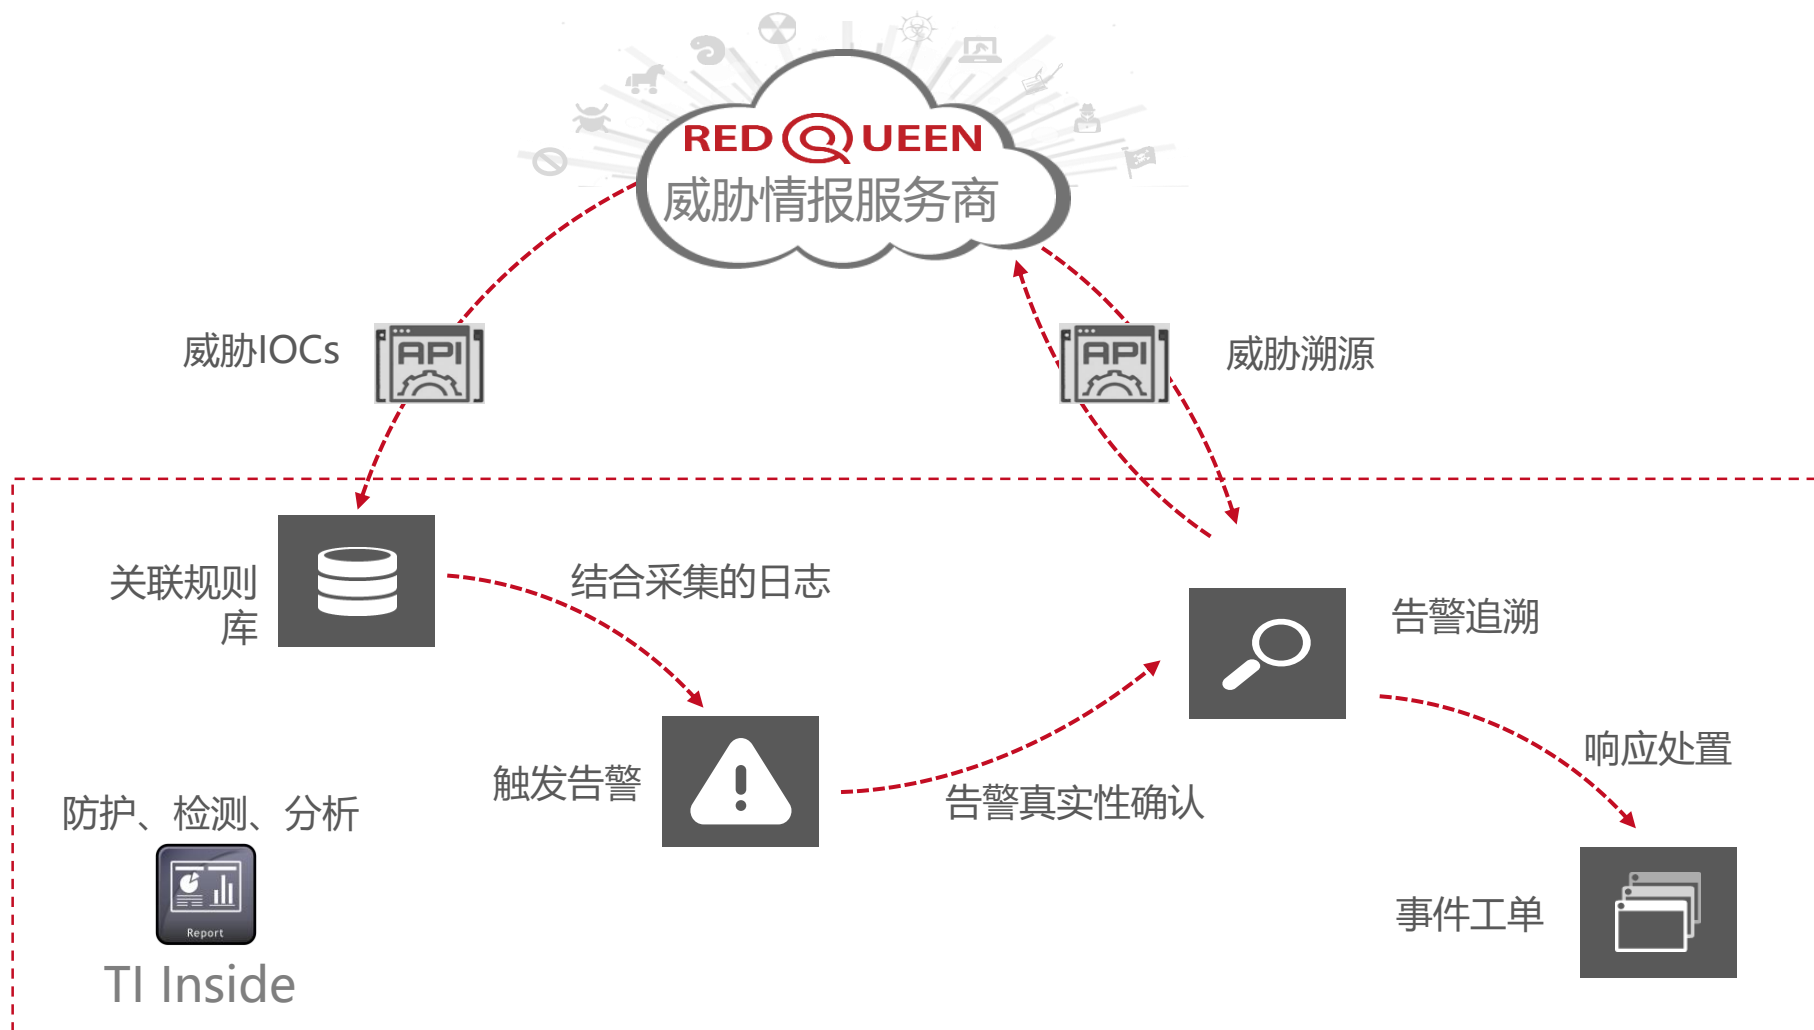 RED QUEEN
威胁情报服务商
威胁IOCs
API
API
威胁溯源
关联规则
库
结合采集的日志
告警追溯
触发告警
告警真实性确认
响应处置
防护、检测、分析
Report
TI Inside
事件工单